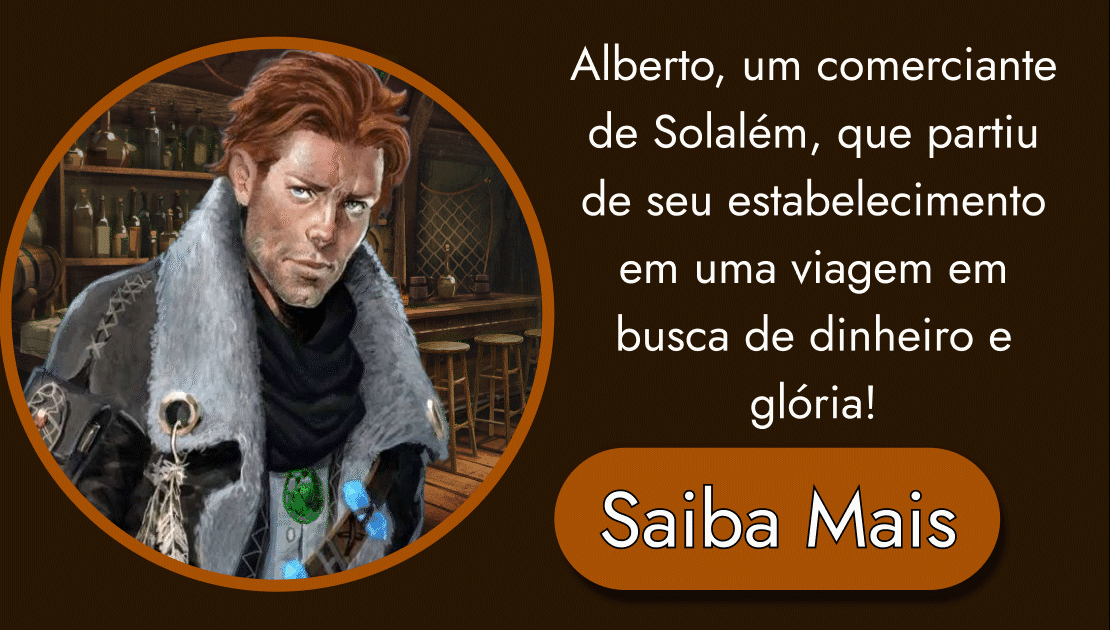 Alberto, um comerciante
de Solalém, que partiu
de seu estabelecimento
em uma viagem em
busca de dinheiro e
glória!
Saiba Mais